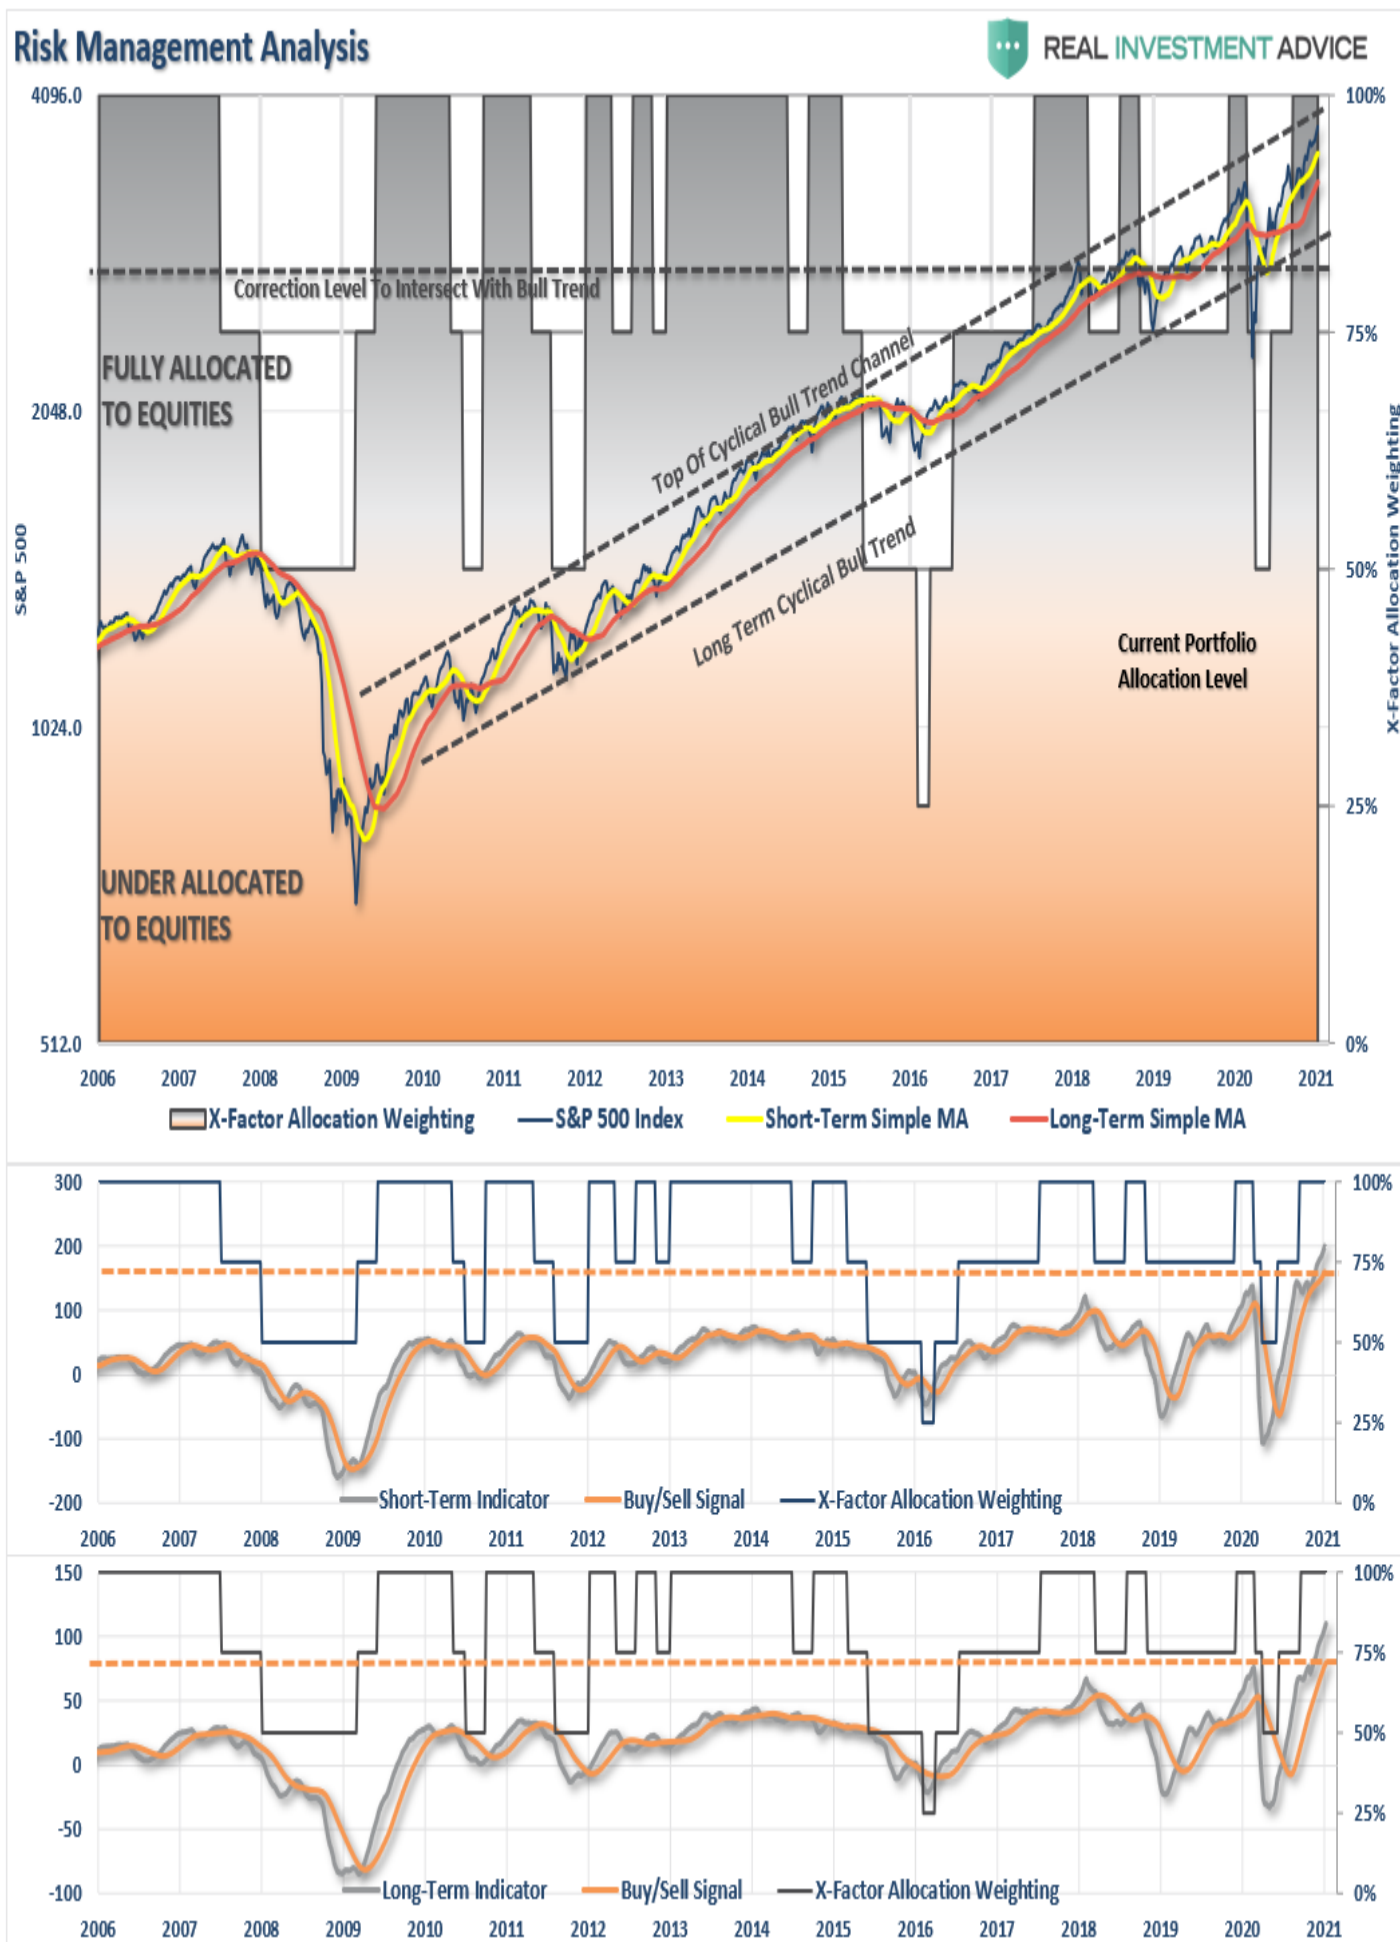 Risk Management Analysis
REAL INVESTMENT ADVICE
4096.0
2048.0
1024.0
512.0
S&P 500
100%
75%
50%
25%
0%
X-Factor Allocation Weighting
Correction Level To Intersect With Bull Trend
FULLY ALLOCATED
TO EQUITIES
Top Of Cyclical Bull Trend Channel
Long Term Cyclical Bull Trend
Current Portfolio
Allocation Level
UNDER ALLOCATED
TO EQUITIES
2006 2007 2008 2009 2010 2011 2012 2013 2014 2015 2016 2017 2018 2019 2020 2021
X-Factor Allocation Weighting S&P 500 Index Short-Term Simple MA Long-Term Simple MA
300
200
100
0
-100
-200
100%
75%
50%
25%
0%
Short-Term Indicator Buy/Sell Signal X-Factor Allocation Weighting
2006 2007 2008 2009 2010 2011 2012 2013 2014 2015 2016 2017 2018 2019 2020 2021
150
100
50
0
-50
-100
100%
75%
50%
25%
0%
Long-Term Indicator Buy/Sell Signal X-Factor Allocation Weighting
2006 2007 2008 2009 2010 2011 2012 2013 2014 2015 2016 2017 2018 2019 2020 2021